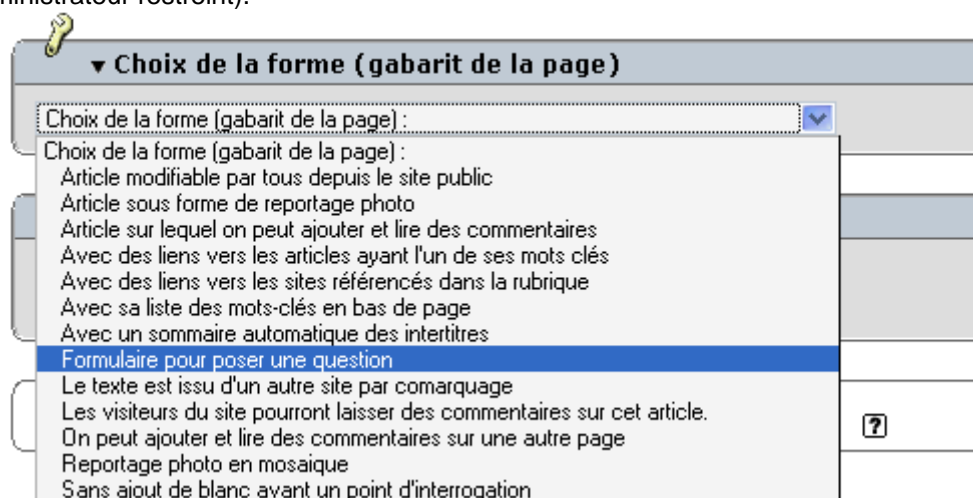 ministrateur restreint).
▼ Choix de la forme (gabarit de la page)
Choix de la forme (gabarit de la page) :
Choix de la forme (gabarit de la page) :
Article modifiable par tous depuis le site public
Article sous forme de reportage photo
Article sur lequel on peut ajouter et lire des commentaires
Avec des liens vers les articles ayant l'un de ses mots clés
Avec des liens vers les sites référencés dans la rubrique
Avec sa liste des mots-clés en bas de page
Avec un sommaire automatique des intertitres
Formulaire pour poser une question
Le texte est issu d'un autre site par comarquage
Les visiteurs du site pourront laisser des commentaires sur cet article.
On peut ajouter et lire des commentaires sur une autre page
?
Reportage photo en mosaique
Sans ajout de blanc avant un point d'interrogation